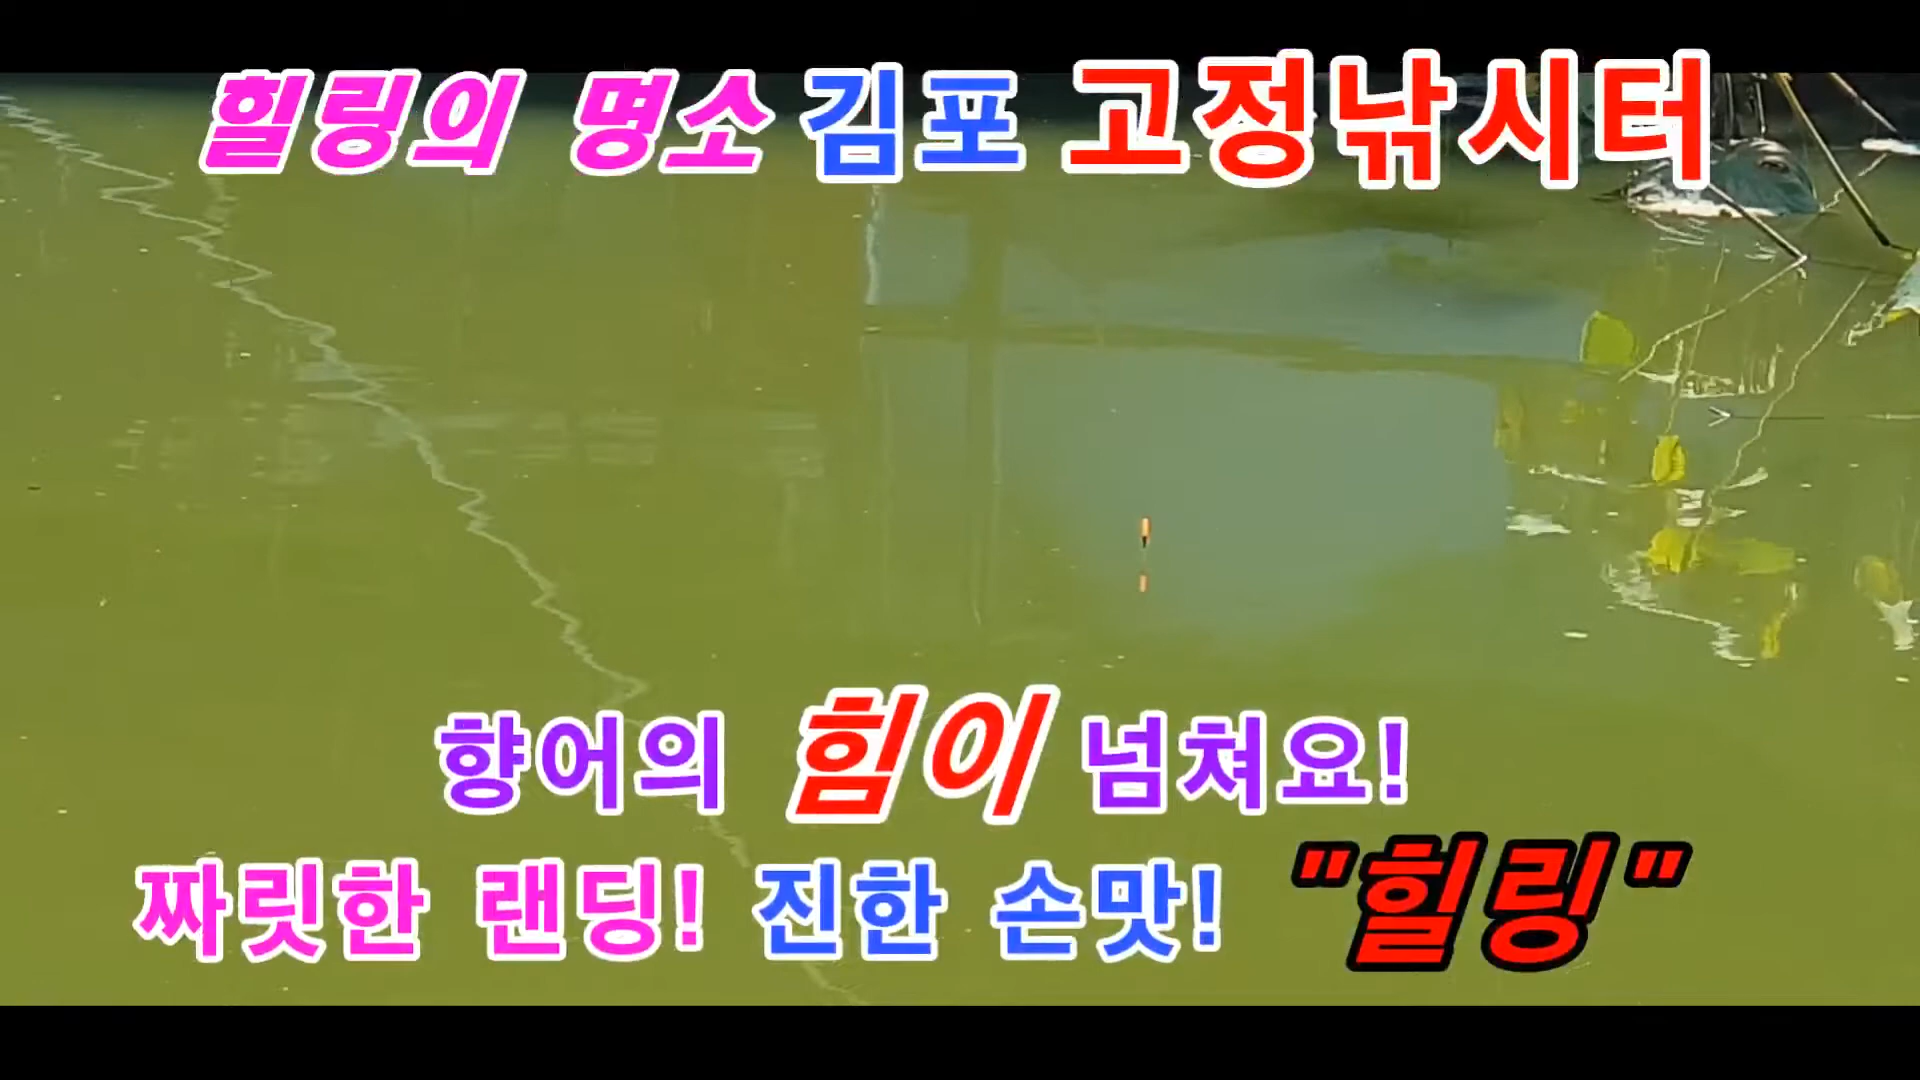 힐링의 명소 김포 고정낚시터
향어의 힘이 넘쳐요!
짜릿한 랜딩! 진한 손맛! "힐링"